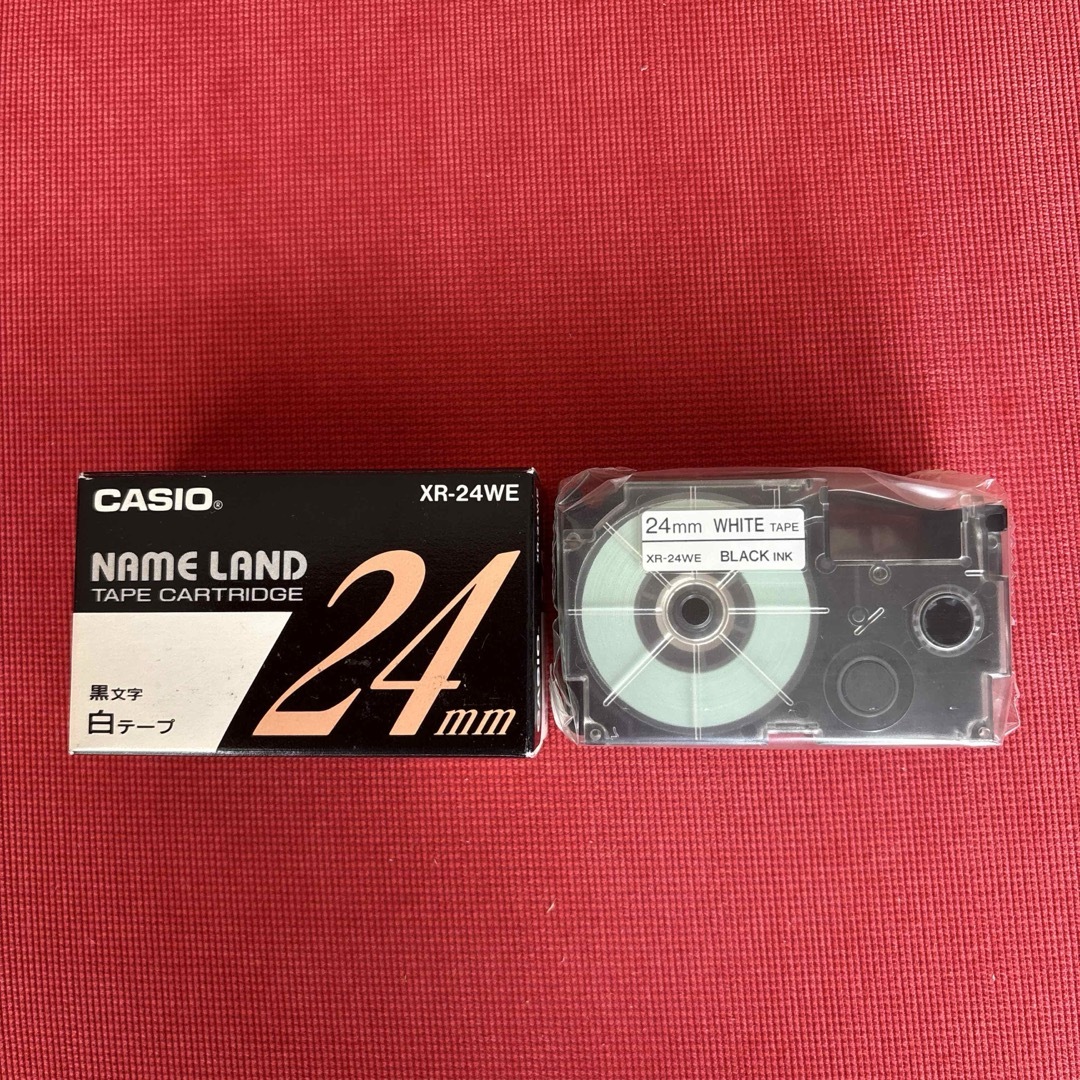 CASIO®
XR-24WE
NAME LAND
TAPE CARTRIDGE
24mm
黒文字
白テープ
24mm WHITE TAPE
XR-24WE BLACK INK